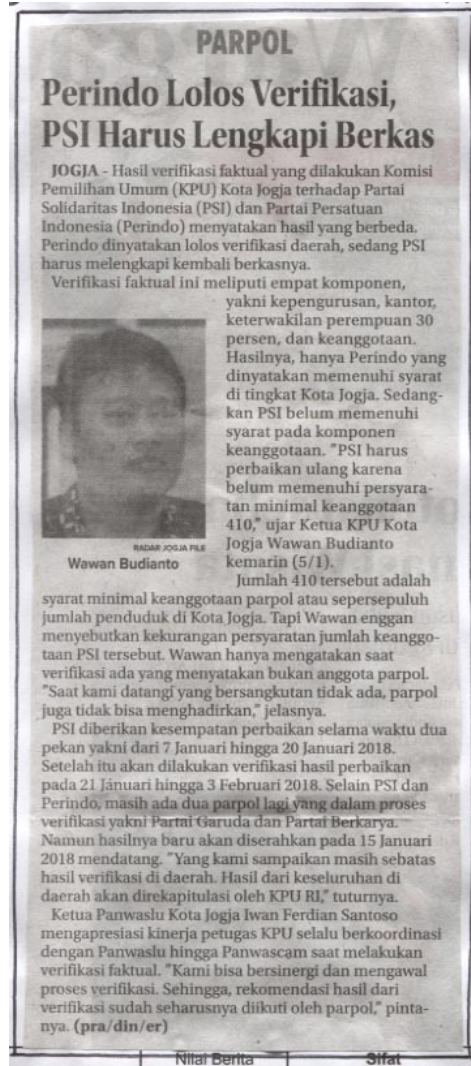 PARPOL
Perindo Lolos Verifikasi,
PSI Harus Lengkapi Berkas
JOGJA - Hasil verifikasi faktual yang dilakukan Komisi
Pemilihan Umum (KPU) Kota Jogja terhadap Partai
Solidaritas Indonesia (PSI) dan Partai Persatuan
Indonesia (Perindo) menyatakan hasil yang berbeda.
Perindo dinyatakan lolos verifikasi daerah, sedang PSI
harus melengkapi kembali berkasnya.
Verifikasi faktual ini meliputi empat komponen,
yakni kepengurusan, kantor,
keterwakilan perempuan 30
persen, dan keanggotaan.
Hasilnya, hanya Perindo yang
dinyatakan memenuhi syarat
di tingkat Kota Jogja. Sedang-
kan PSI belum memenuhi
syarat pada komponen
keanggotaan. "PSI harus
perbaikan ulang karena
belum memenuhi persyara-
tan minimal keanggotaan
410," ujar Ketua KPU Kota
Jogja Wawan Budianto
kemarin (5/1).
RADAR JOGJA FILE
Wawan Budianto
Jumlah 410 tersebut adalah
syarat minimal keanggotaan parpol atau sepersepuluh
jumlah penduduk di Kota Jogja. Tapi Wawan enggan
menyebutkan kekurangan persyaratan jumlah keanggo-
taan PSI tersebut. Wawan hanya mengatakan saat
verifikasi ada yang menyatakan bukan anggota parpol.
"Saat kami datangi yang bersangkutan tidak ada, parpol
juga tidak bisa menghadirkan," jelasnya.
PSI diberikan kesempatan perbaikan selama waktu dua
pekan yakni dari 7 Januari hingga 20 Januari 2018.
Setelah itu akan dilakukan verifikasi hasil perbaikan
pada 21 Januari hingga 3 Februari 2018. Selain PSI dan
Perindo, masih ada dua parpol lagi yang dalam proses
verifikasi yakni Partai Garuda dan Partai Berkarya.
Namun hasilnya baru akan diserahkan pada 15 Januari
2018 mendatang. "Yang kami sampaikan masih sebatas
hasil verifikasi di daerah. Hasil dari keseluruhan di
daerah akan direkapitulasi oleh KPU RI," tuturnya.
Ketua Panwaslu Kota Jogja Iwan Ferdian Santoso
mengapresiasi kinerja petugas KPU selalu berkoordinasi
dengan Panwaslu hingga Panwascam saat melakukan
verifikasi faktual. "Kami bisa bersinergi dan mengawal
proses verifikasi. Sehingga, rekomendasi hasil dari
verifikasi sudah seharusnya diikuti oleh parpol," pinta-
nya. (pra/din/er)
Nilai Berita
Sifat